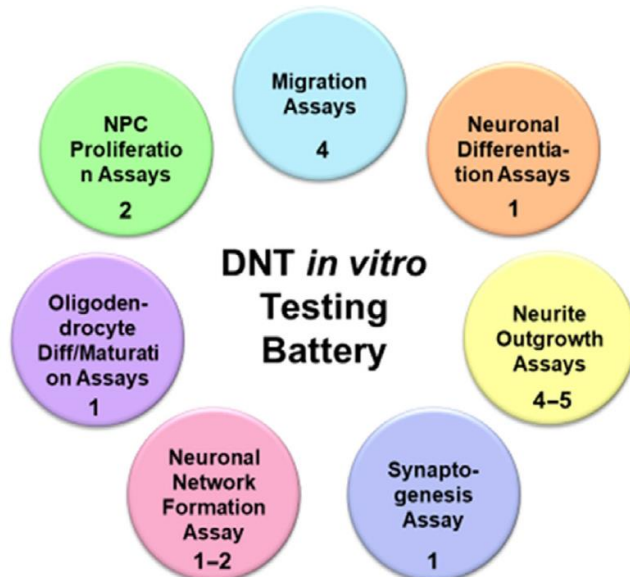 Migration
Assays
4
NPC
Proliferatio
n Assays
2
Neuronal
Differentia-
tion Assays
1
DNT in vitro
Testing
Battery
Oligoden-
drocyte
Diff/Maturati
on Assays
1
Neurite
Outgrowth
Assays
4–5
Neuronal
Network
Formation
Assay
1–2
Synapto-
genesis
Assay
1